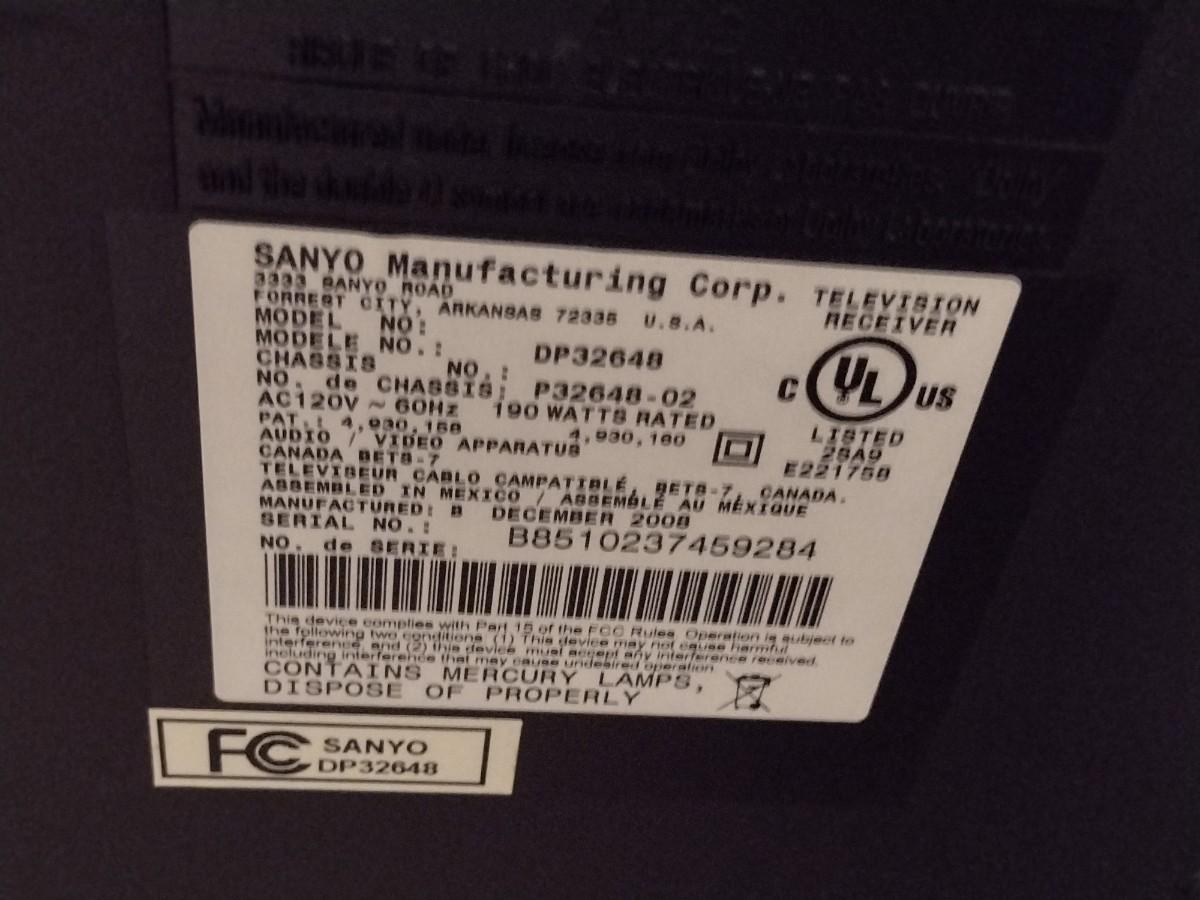 SANYO Manufacturing Corp.
3333 SANYO ROAD
FORREST CITY, ARKANSAS 72335 U.S.A.
TELEVISION
RECEIVER
MODEL NO:
MODELE NO.: DP32648
CHASSIS NO.:
NO. de CHASSIS: P32648-02
AC120V ~ 60Hz 190 WATTS RATED
PAT.: 4,930,158 4,930,160
AUDIO / VIDEO APPARATUS
CANADA BETS-7
TELEVISEUR CABLO CAMPATIBLÉ, BETS-7, CANADA.
ASSEMBLED IN MEXICO / ASSEMBLÉ AU MÉXIQUE
MANUFACTURED: B DECEMBER 2008
SERIAL NO.:
NO. de SERIE: B8510237459284
C UL US
LISTED
2SA9
E221758
This device complies with Part 15 of the FCC Rules. Operation is subject to
the following two conditions. (1) This device may not cause harmful
interference, and (2) this device must accept any interference received,
including interference that may cause undesired operation.
CONTAINS MERCURY LAMPS,
DISPOSE OF PROPERLY
FC SANYO
DP32648